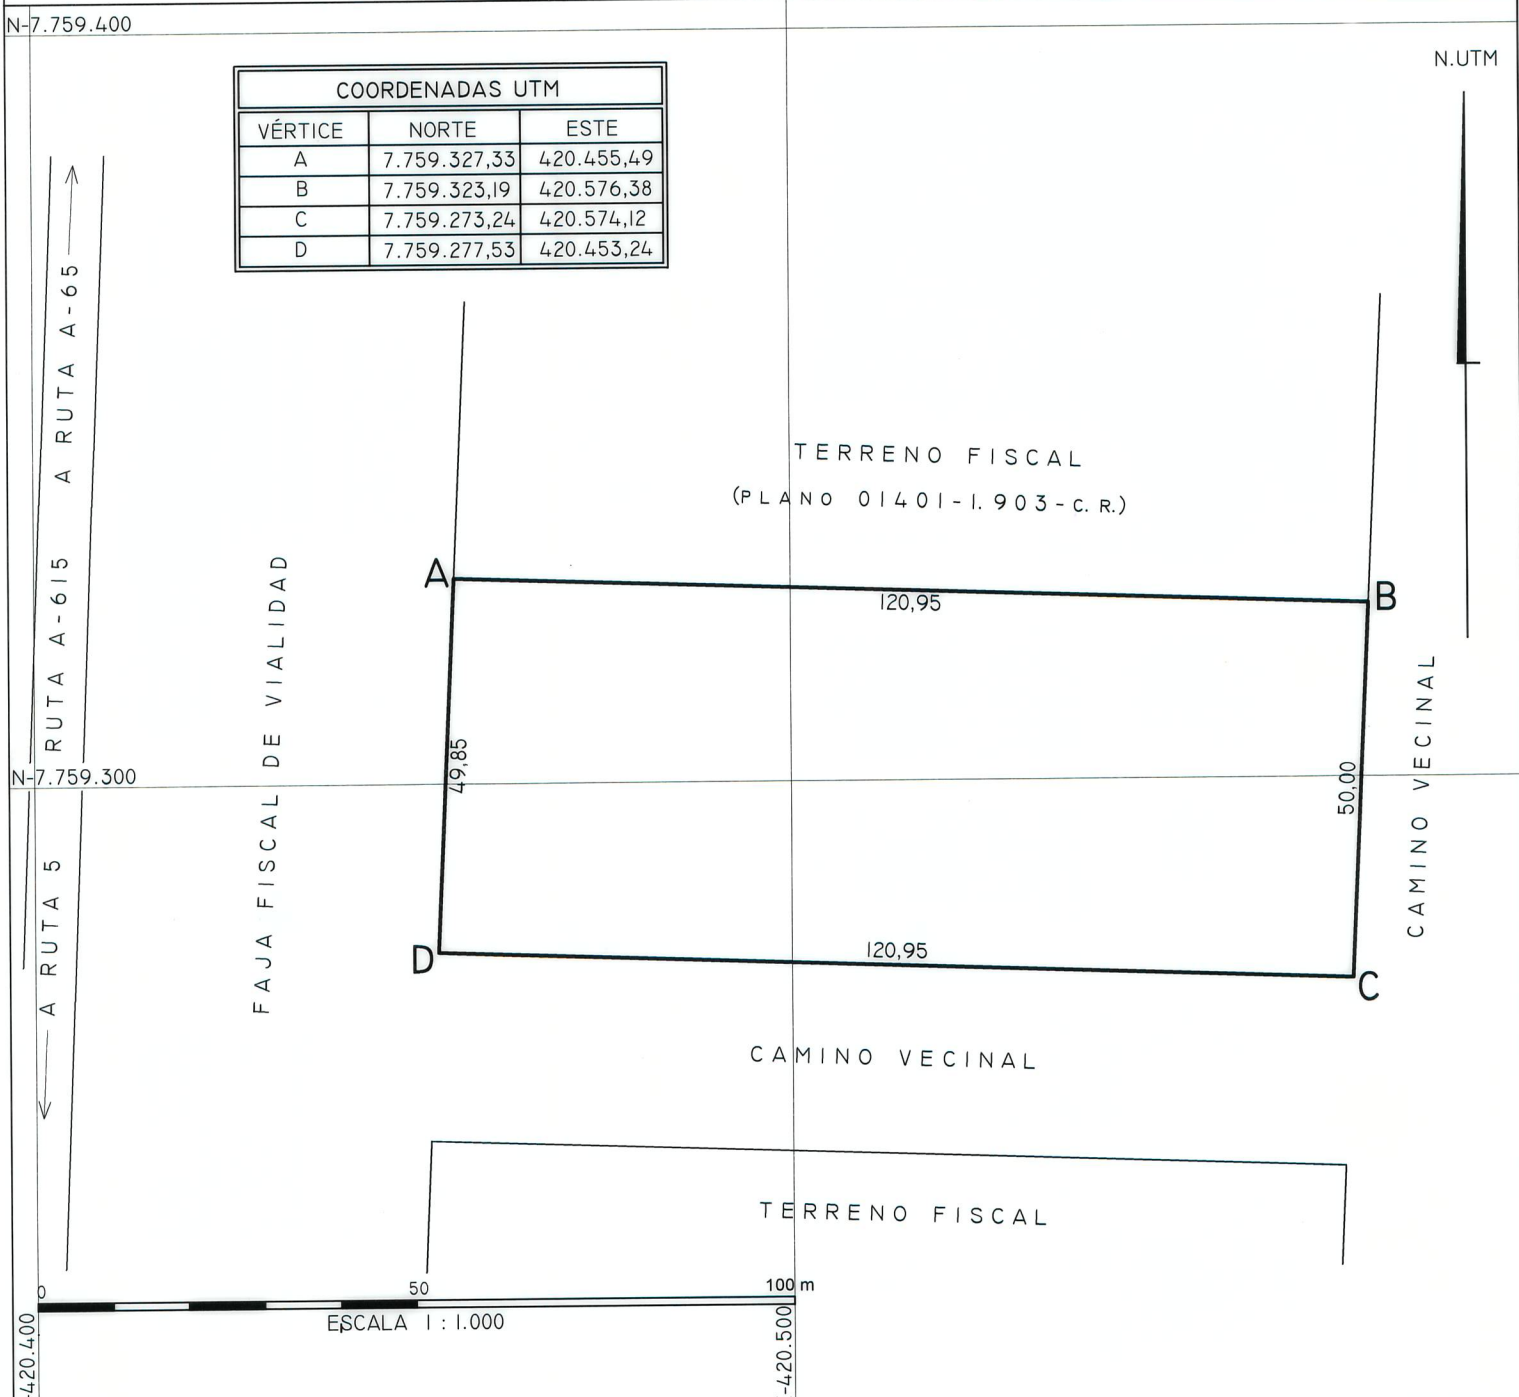 N-7.759.400
N.UTM
COORDENADAS UTM
VÉRTICE NORTE ESTE
A 7.759.327,33 420.455,49
B 7.759.323,19 420.576,38
C 7.759.273,24 420.574,12
D 7.759.277,53 420.453,24
A RUTA A-65
RUTA A-615
A RUTA 5
FAJA FISCAL DE VIALIDAD
TERRENO FISCAL
(PLANO 01401-1.903-C.R.)
A
B
120,95
49,85
50,00
CAMINO VECINAL
N-7.759.300
D
120,95
C
CAMINO VECINAL
TERRENO FISCAL
0 50 100 m
ESCALA 1 : 1.000
-420.400
-420.500